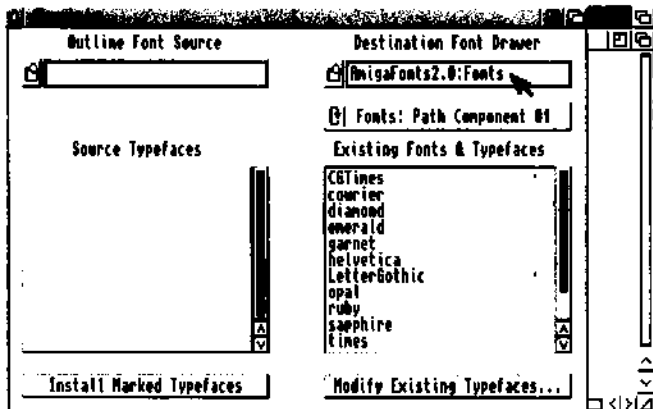 Outline Font Source
Destination Font Drawer
AmigaFonts2.0:Fonts
Fonts: Path Component #1
Source Typefaces
Existing Fonts & Typefaces
CGTimes
courier
diamond
emerald
garnet
helvetica
LetterGothic
opal
ruby
sapphire
times
Install Marked Typefaces
Modify Existing Typefaces...